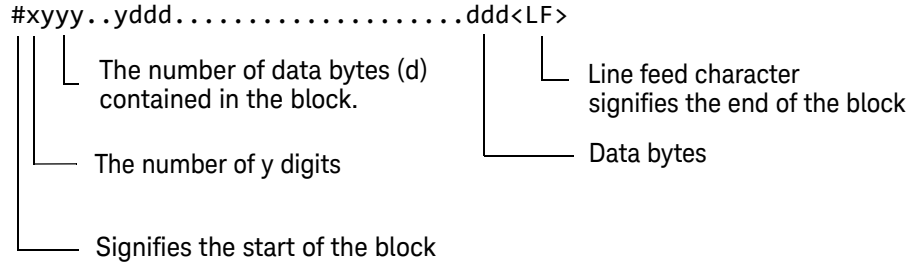 #xyyy..yddd......................ddd<LF>
The number of data bytes (d)
contained in the block.
Line feed character
signifies the end of the block
The number of y digits
Data bytes
Signifies the start of the block